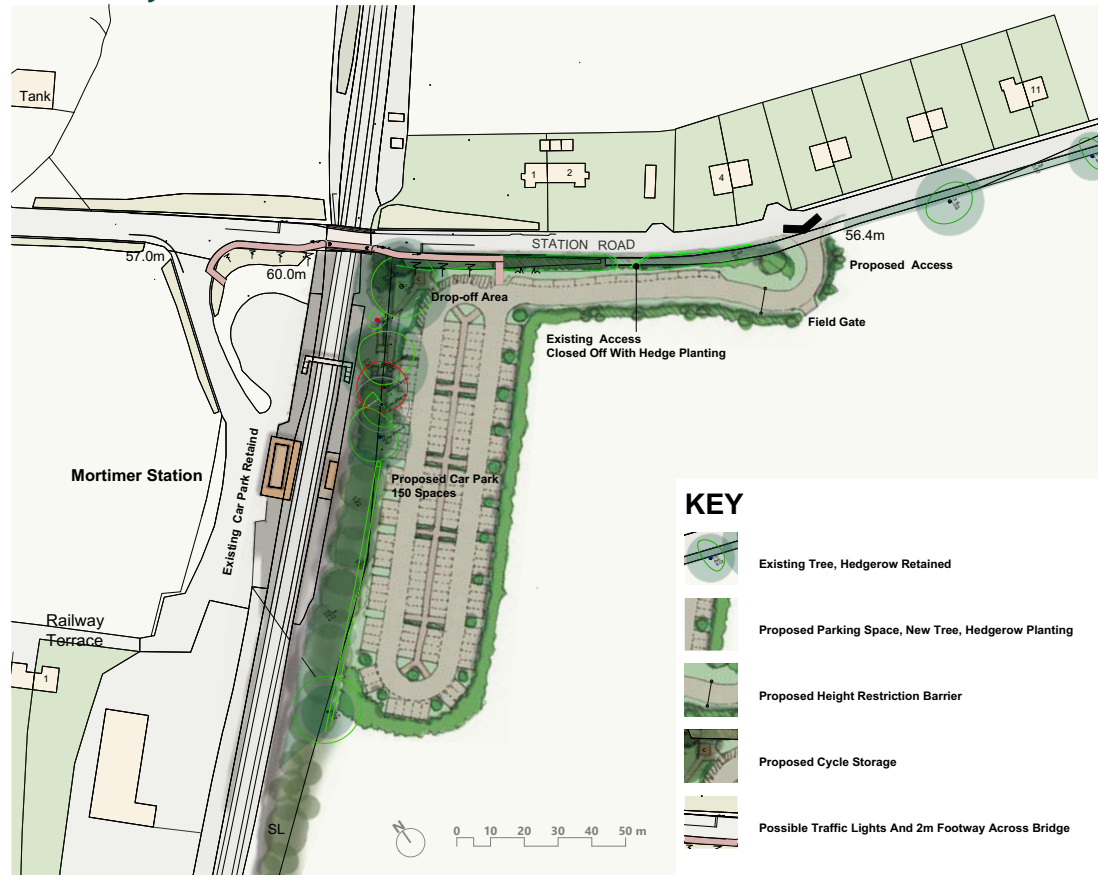 Tank
11
1
2
4
STATION ROAD
57.0m
60.0m
56.4m
Proposed Access
Drop-off Area
Field Gate
Existing Access
Closed Off With Hedge Planting
Mortimer Station
Existing Car Park Retaind
Proposed Car Park
150 Spaces
Railway
Terrace
1
SL
N
0 10 20 30 40 50 m
KEY
Existing Tree, Hedgerow Retained
Proposed Parking Space, New Tree, Hedgerow Planting
Proposed Height Restriction Barrier
C
Proposed Cycle Storage
Possible Traffic Lights And 2m Footway Across Bridge